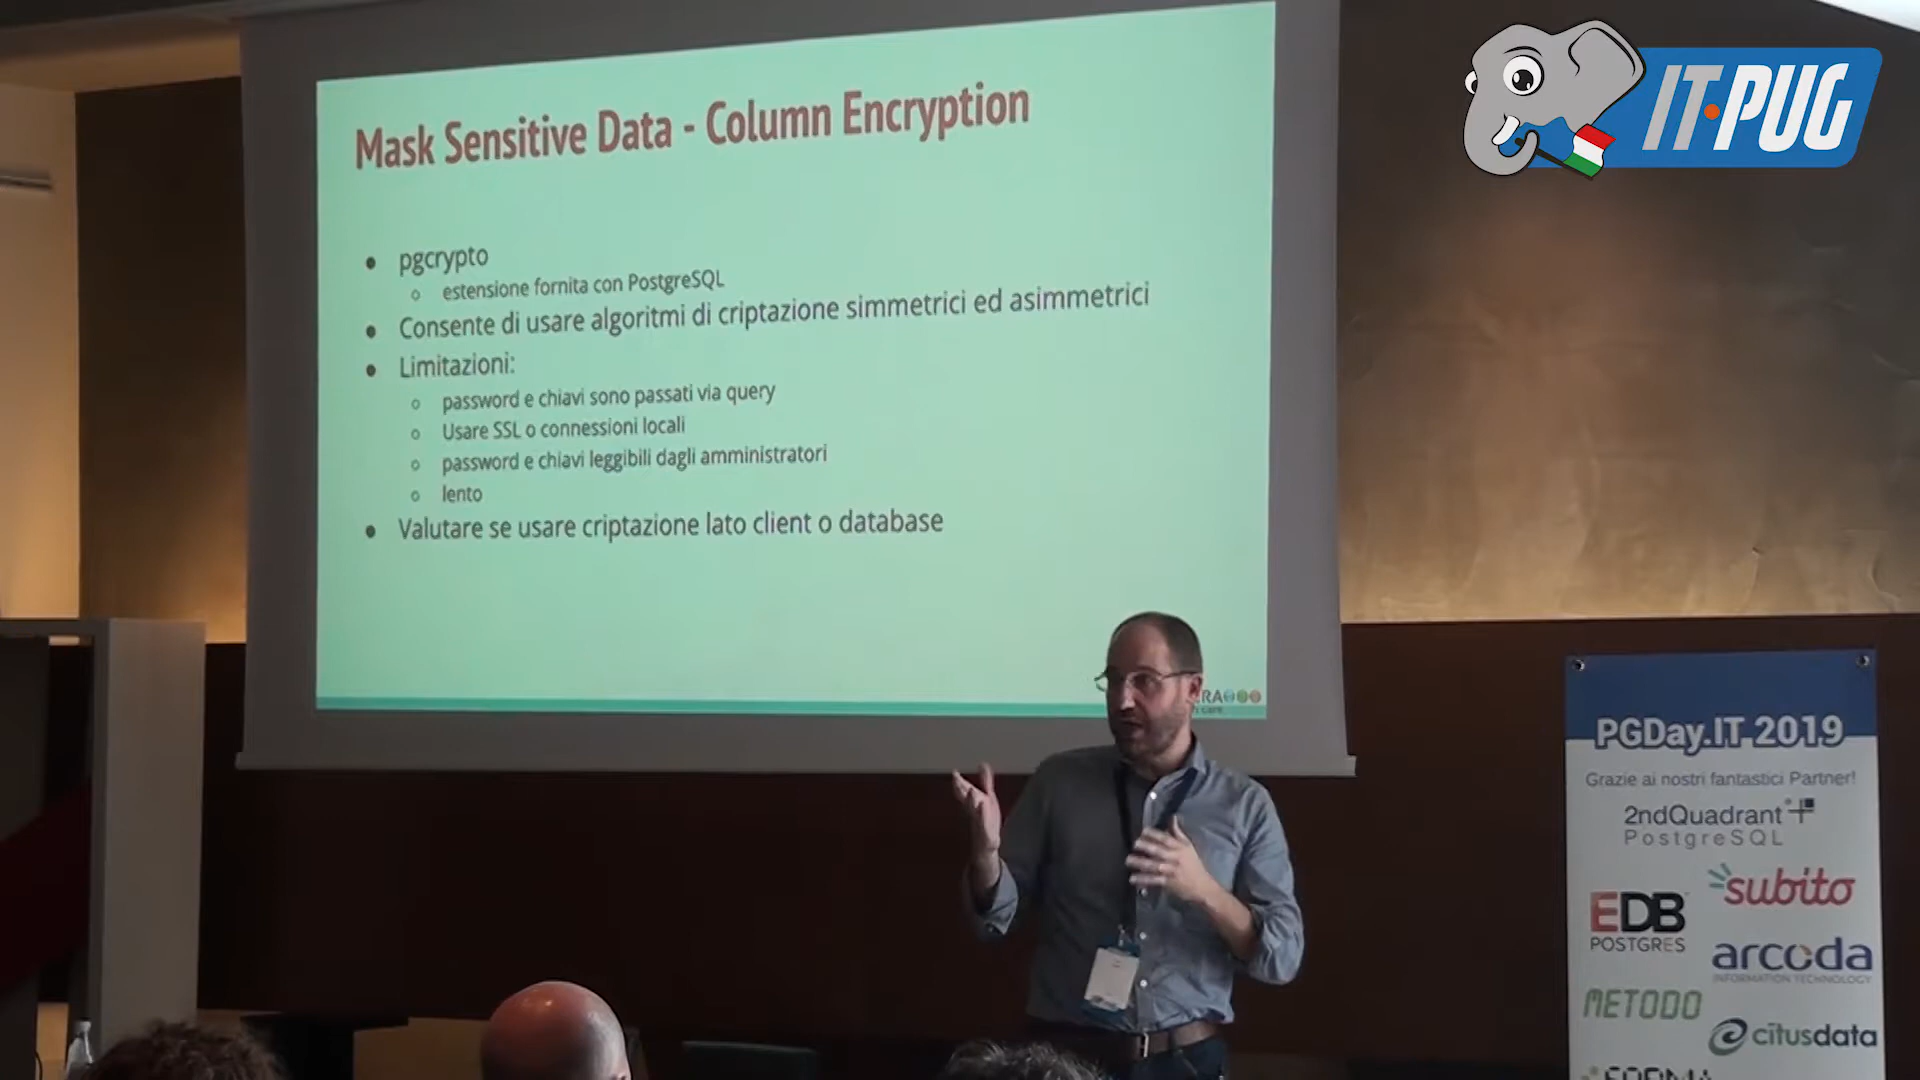 IT·PUG
Mask Sensitive Data - Column Encryption
pgcrypto
estensione fornita con PostgreSQL
Consente di usare algoritmi di criptazione simmetrici ed asimmetrici
Limitazioni:
password e chiavi sono passati via query
Usare SSL o connessioni locali
password e chiavi leggibili dagli amministratori
lento
Valutare se usare criptazione lato client o database
PGDay.IT 2019
Grazie ai nostri fantastici Partner!
2ndQuadrant
PostgreSQL
subito
EDB
POSTGRES
arcoda
INFORMATION TECHNOLOGY
METODO
citusdata